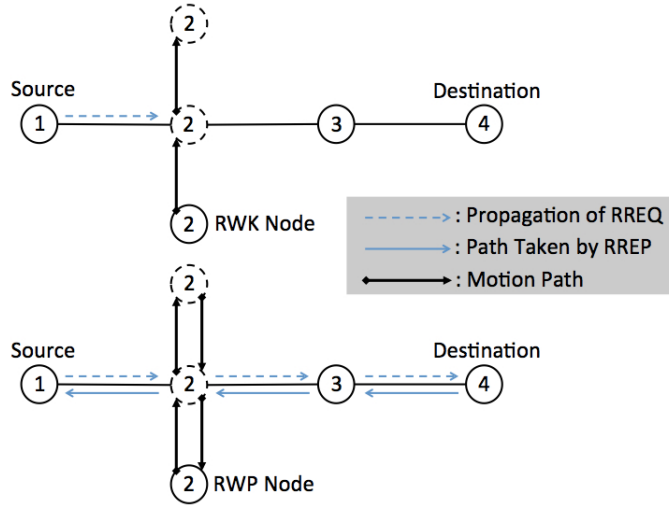 2
Source
Destination
1
2
3
4
2
RWK Node
: Propagation of RREQ
: Path Taken by RREP
: Motion Path
2
Source
Destination
1
2
3
4
2
RWP Node